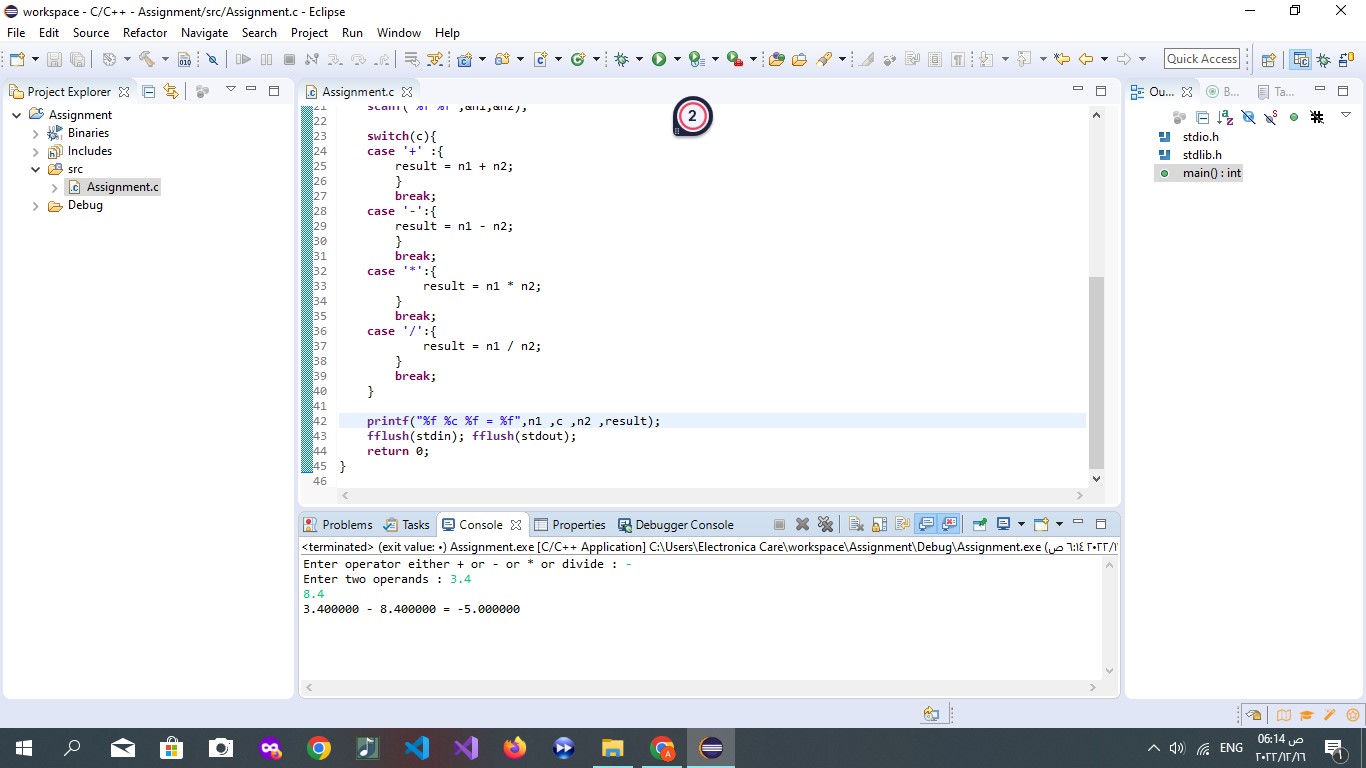 workspace - C/C++ - Assignment/src/Assignment.c - Eclipse
File Edit Source Refactor Navigate Search Project Run Window Help
Quick Access
Project Explorer
Assignment
Binaries
Includes
src
Assignment.c
Debug
Assignment.c
2
21 scanf("%f %f",&n1,&n2);
22
23 switch(c){
24 case '+' :{
25 result = n1 + n2;
26 }
27 break;
28 case '-':{
29 result = n1 - n2;
30 }
31 break;
32 case '*':{
33 result = n1 * n2;
34 }
35 break;
36 case '/':{
37 result = n1 / n2;
38 }
39 break;
40 }
41
42 printf("%f %c %f = %f",n1 ,c ,n2 ,result);
43 fflush(stdin); fflush(stdout);
44 return 0;
45 }
46
Ou... B... Ta...
stdio.h
stdlib.h
main() : int
Problems Tasks Console Properties Debugger Console
<terminated> (exit value: •) Assignment.exe [C/C++ Application] C:\Users\Electronica Care\workspace\Assignment\Debug\Assignment.exe
Enter operator either + or - or * or divide : -
Enter two operands : 3.4
8.4
3.400000 - 8.400000 = -5.000000
ENG
06:14 ص
٢٠٢٢/١٢/١٦
1